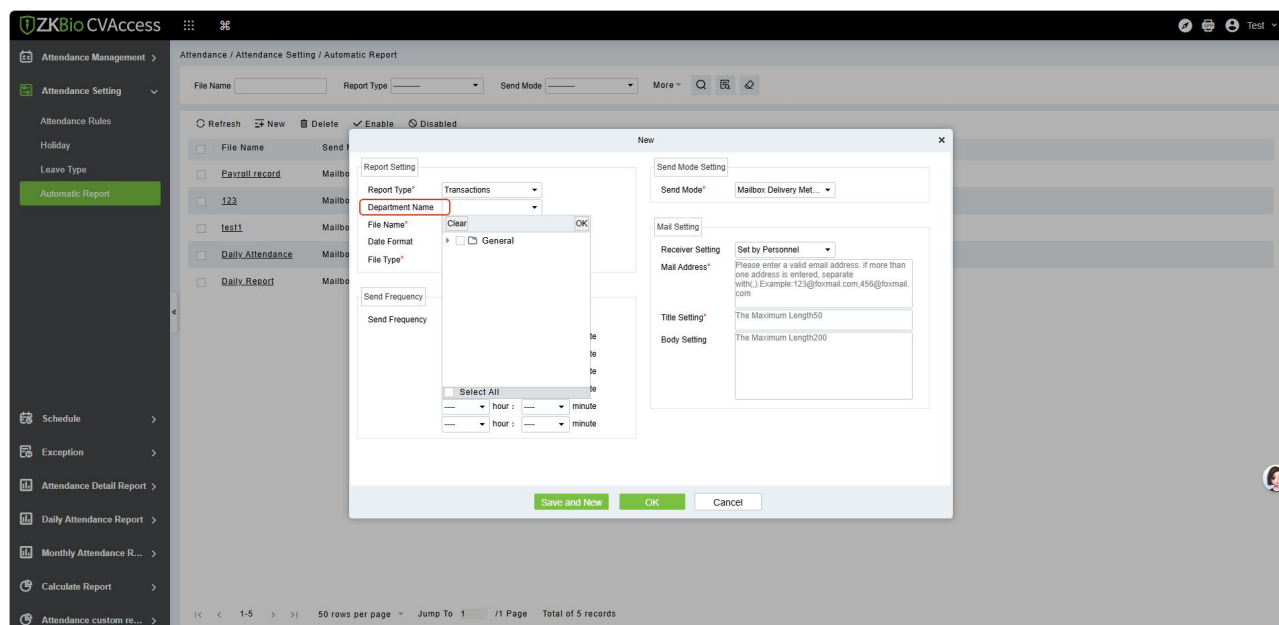 ZKBio CVAccess
Test
Attendance Management
Attendance Setting
Attendance Rules
Holiday
Leave Type
Automatic Report
Schedule
Exception
Attendance Detail Report
Daily Attendance Report
Monthly Attendance R...
Calculate Report
Attendance custom re...
Attendance / Attendance Setting / Automatic Report
File Name Report Type ---------- Send Mode ---------- More
Refresh New Delete Enable Disabled
File Name Send M
Payroll record Mailbo
123 Mailbo
test1 Mailbo
Daily Attendance Mailbo
Daily Report Mailbo
New
Report Setting
Report Type* Transactions
Department Name
File Name*
Date Format
File Type*
Clear OK
General
Select All
Send Frequency
Send Frequency
te
te
te
te
---- hour : ---- minute
---- hour : ---- minute
Send Mode Setting
Send Mode* Mailbox Delivery Met...
Mail Setting
Receiver Setting Set by Personnel
Mail Address* Please enter a valid email address. if more than
one address is entered, separate
with(,).Example:123@foxmail.com,456@foxmail.
com
Title Setting* The Maximum Length50
Body Setting The Maximum Length200
Save and New OK Cancel
1-5 50 rows per page Jump To 1 /1 Page Total of 5 records